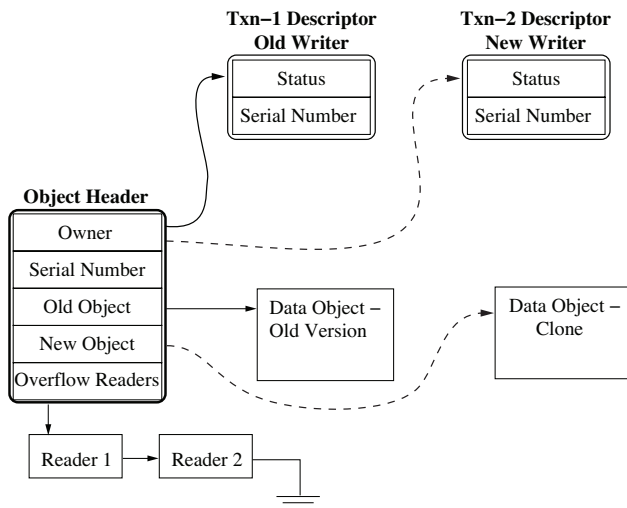 Txn−1 Descriptor
Old Writer
Txn−2 Descriptor
New Writer
Status
Serial Number
Status
Serial Number
Object Header
Owner
Serial Number
Old Object
New Object
Overflow Readers
Data Object −
Old Version
Data Object −
Clone
Reader 1
Reader 2